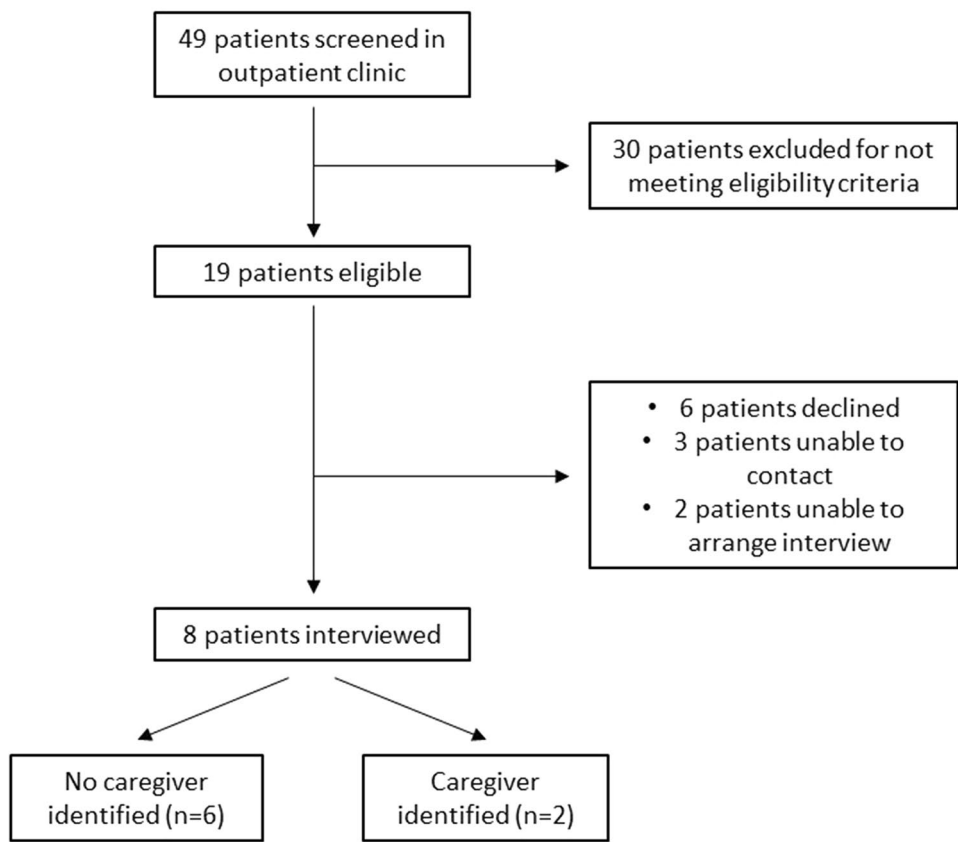 49 patients screened in
outpatient clinic
30 patients excluded for not
meeting eligibility criteria
19 patients eligible
• 6 patients declined
• 3 patients unable to
contact
• 2 patients unable to
arrange interview
8 patients interviewed
No caregiver
identified (n=6)
Caregiver
identified (n=2)